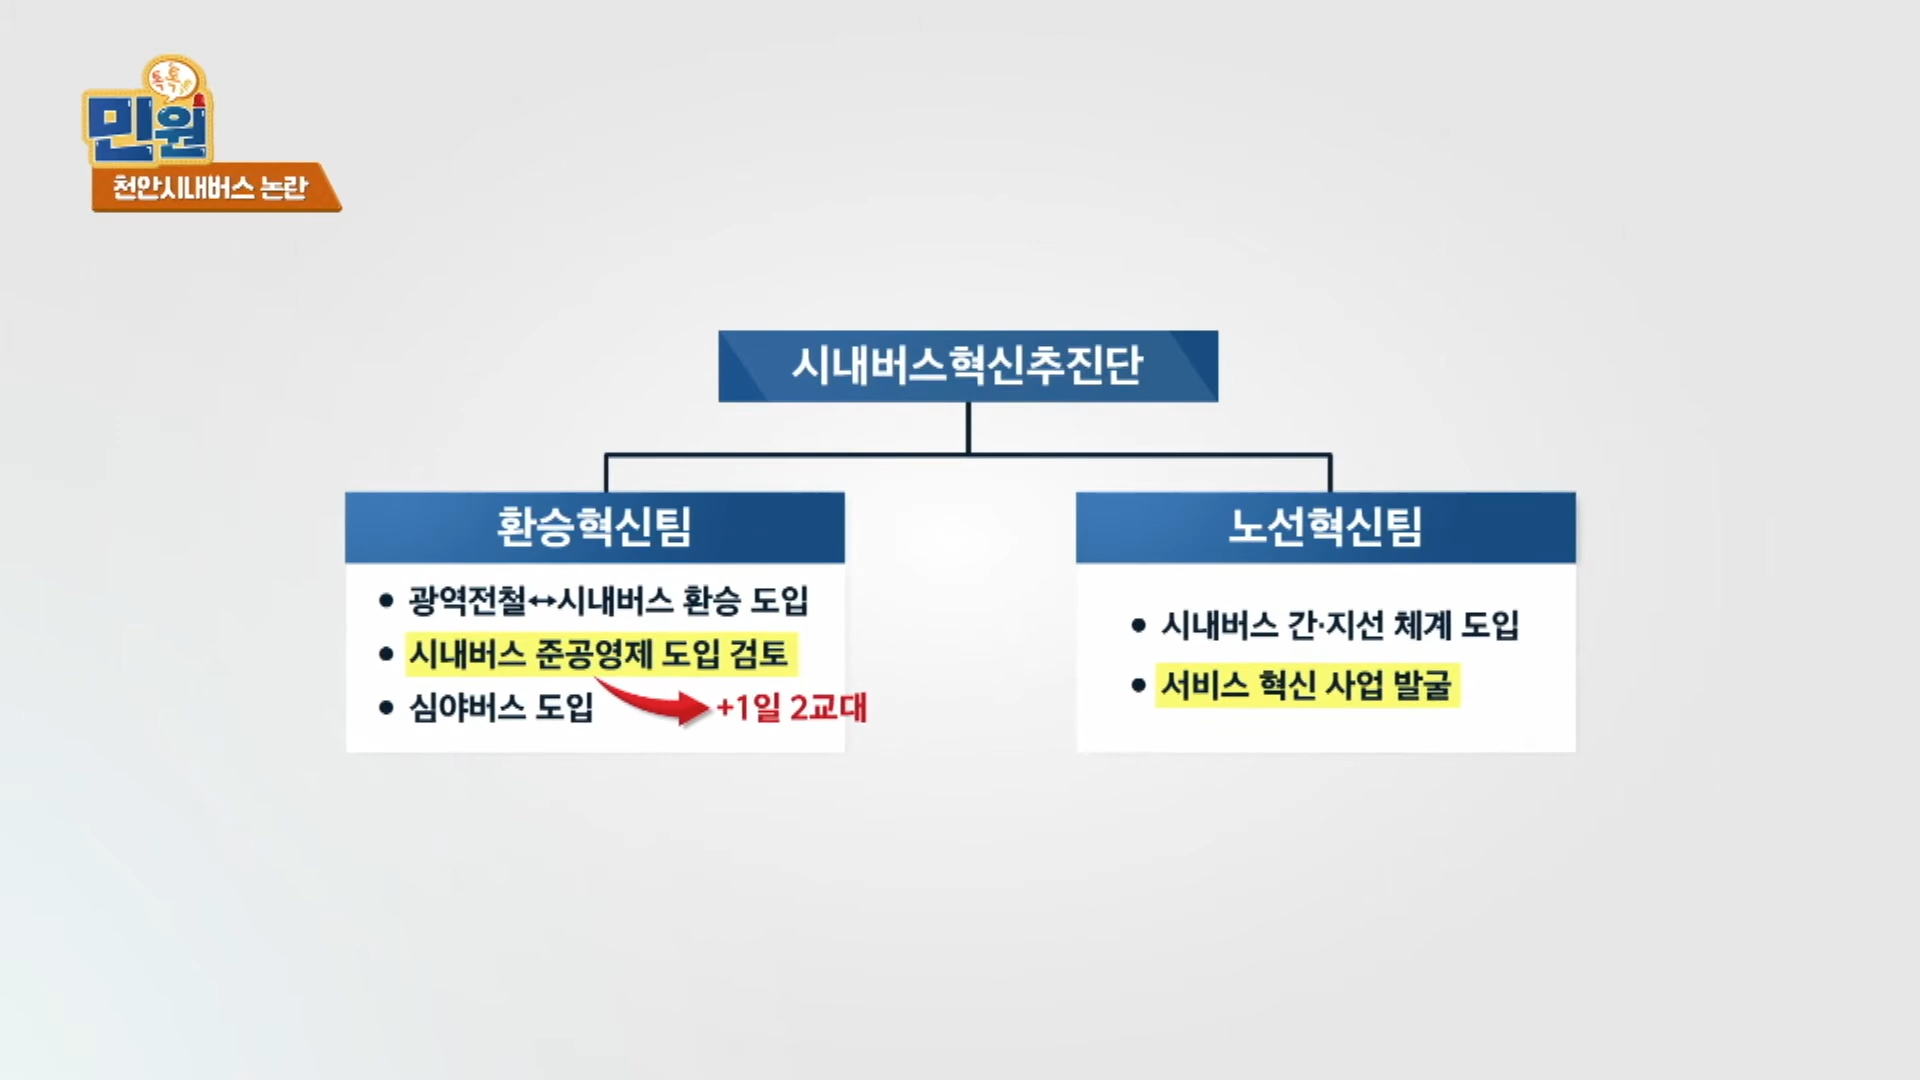 톡톡
민원
천안시내버스 논란
시내버스혁신추진단
환승혁신팀
• 광역전철↔시내버스 환승 도입
• 시내버스 준공영제 도입 검토
• 심야버스 도입
+1일 2교대
노선혁신팀
• 시내버스 간·지선 체계 도입
• 서비스 혁신 사업 발굴